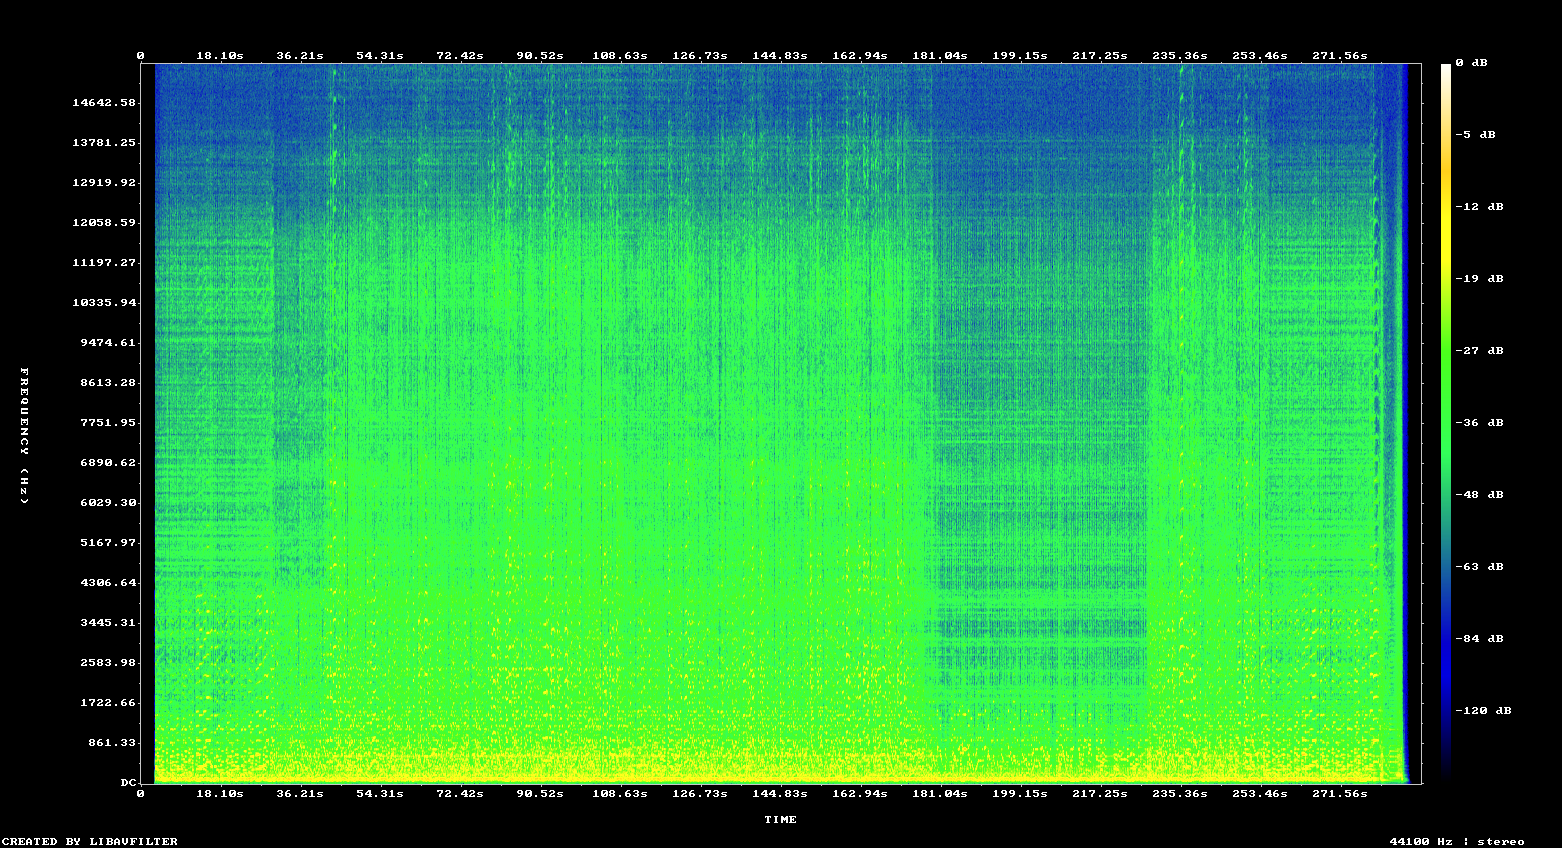 0 18.10s 36.21s 54.31s 72.42s 90.52s 108.63s 126.73s 144.83s 162.94s 181.04s 199.15s 217.25s 235.36s 253.46s 271.56s
0 dB
14642.58
-5 dB
13781.25
12919.92
-12 dB
12058.59
11197.27
-19 dB
10335.94
9474.61
-27 dB
FREQUENCY (Hz)
8613.28
7751.95
-36 dB
6890.62
-48 dB
6029.30
5167.97
-63 dB
4306.64
3445.31
-84 dB
2583.98
1722.66
-120 dB
861.33
DC
0 18.10s 36.21s 54.31s 72.42s 90.52s 108.63s 126.73s 144.83s 162.94s 181.04s 199.15s 217.25s 235.36s 253.46s 271.56s
TIME
CREATED BY LIBAVFILTER
44100 Hz | stereo